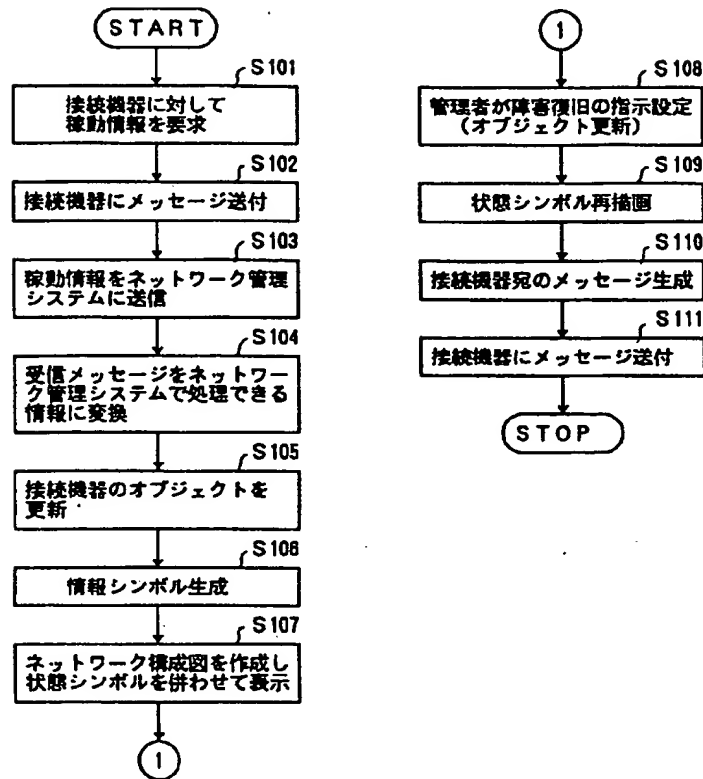 START
S101
接続機器に対して
稼動情報を要求
S102
接続機器にメッセージ送付
S103
稼動情報をネットワーク管理
システムに送信
S104
受信メッセージをネットワー
ク管理システムで処理できる
情報に変換
S105
接続機器のオブジェクトを
更新
S106
情報シンボル生成
S107
ネットワーク構成図を作成し
状態シンボルを併わせて表示
1
1
S108
管理者が障害復旧の指示設定
（オブジェクト更新）
S109
状態シンボル再描画
S110
接続機器宛のメッセージ生成
S111
接続機器にメッセージ送付
STOP